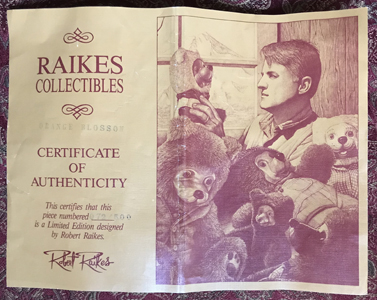 RAIKES
COLLECTIBLES
BLOSSOM
CERTIFICATE
OF
AUTHENTICITY
This certifies that this
piece numbered
is a Limited Edition designed
by Robert Raikes.
Robert Raikes